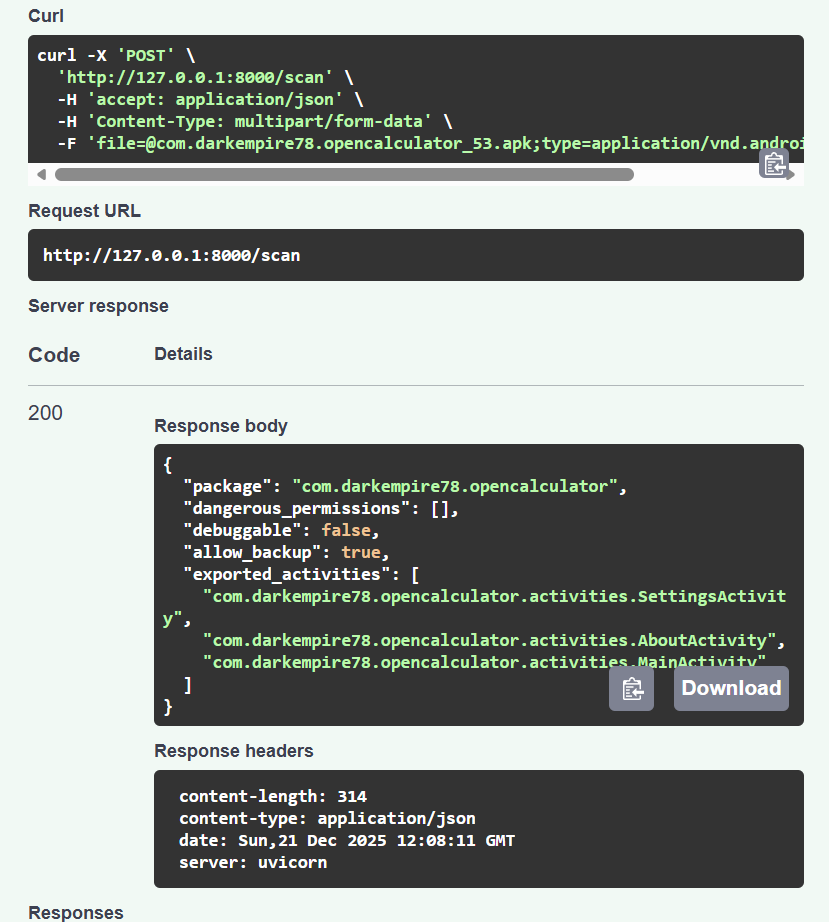 Curl
curl -X 'POST' \
'http://127.0.0.1:8000/scan' \
-H 'accept: application/json' \
-H 'Content-Type: multipart/form-data' \
-F 'file=@com.darkempire78.opencalculator_53.apk;type=application/vnd.androi
Request URL
http://127.0.0.1:8000/scan
Server response
Code Details
200
Response body
{
"package": "com.darkempire78.opencalculator",
"dangerous_permissions": [],
"debuggable": false,
"allow_backup": true,
"exported_activities": [
"com.darkempire78.opencalculator.activities.SettingsActivit
y",
"com.darkempire78.opencalculator.activities.AboutActivity",
"com.darkempire78.opencalculator.activities.MainActivity"
]
}
Download
Response headers
content-length: 314
content-type: application/json
date: Sun,21 Dec 2025 12:08:11 GMT
server: uvicorn
Responses